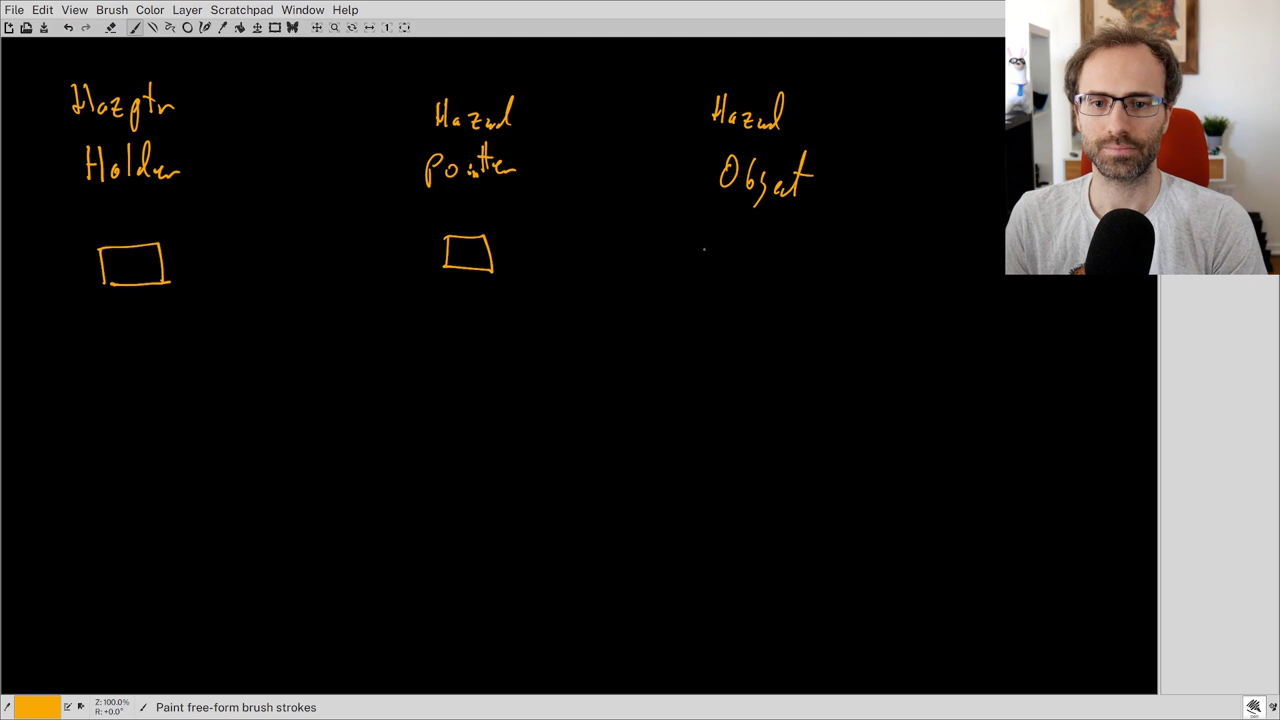 File Edit View Brush Color Layer Scratchpad Window Help
Hazptr
Holder
Hazard
Pointer
Hazard
Object
Z: 100.0%
R: +0.0°
Paint free-form brush strokes